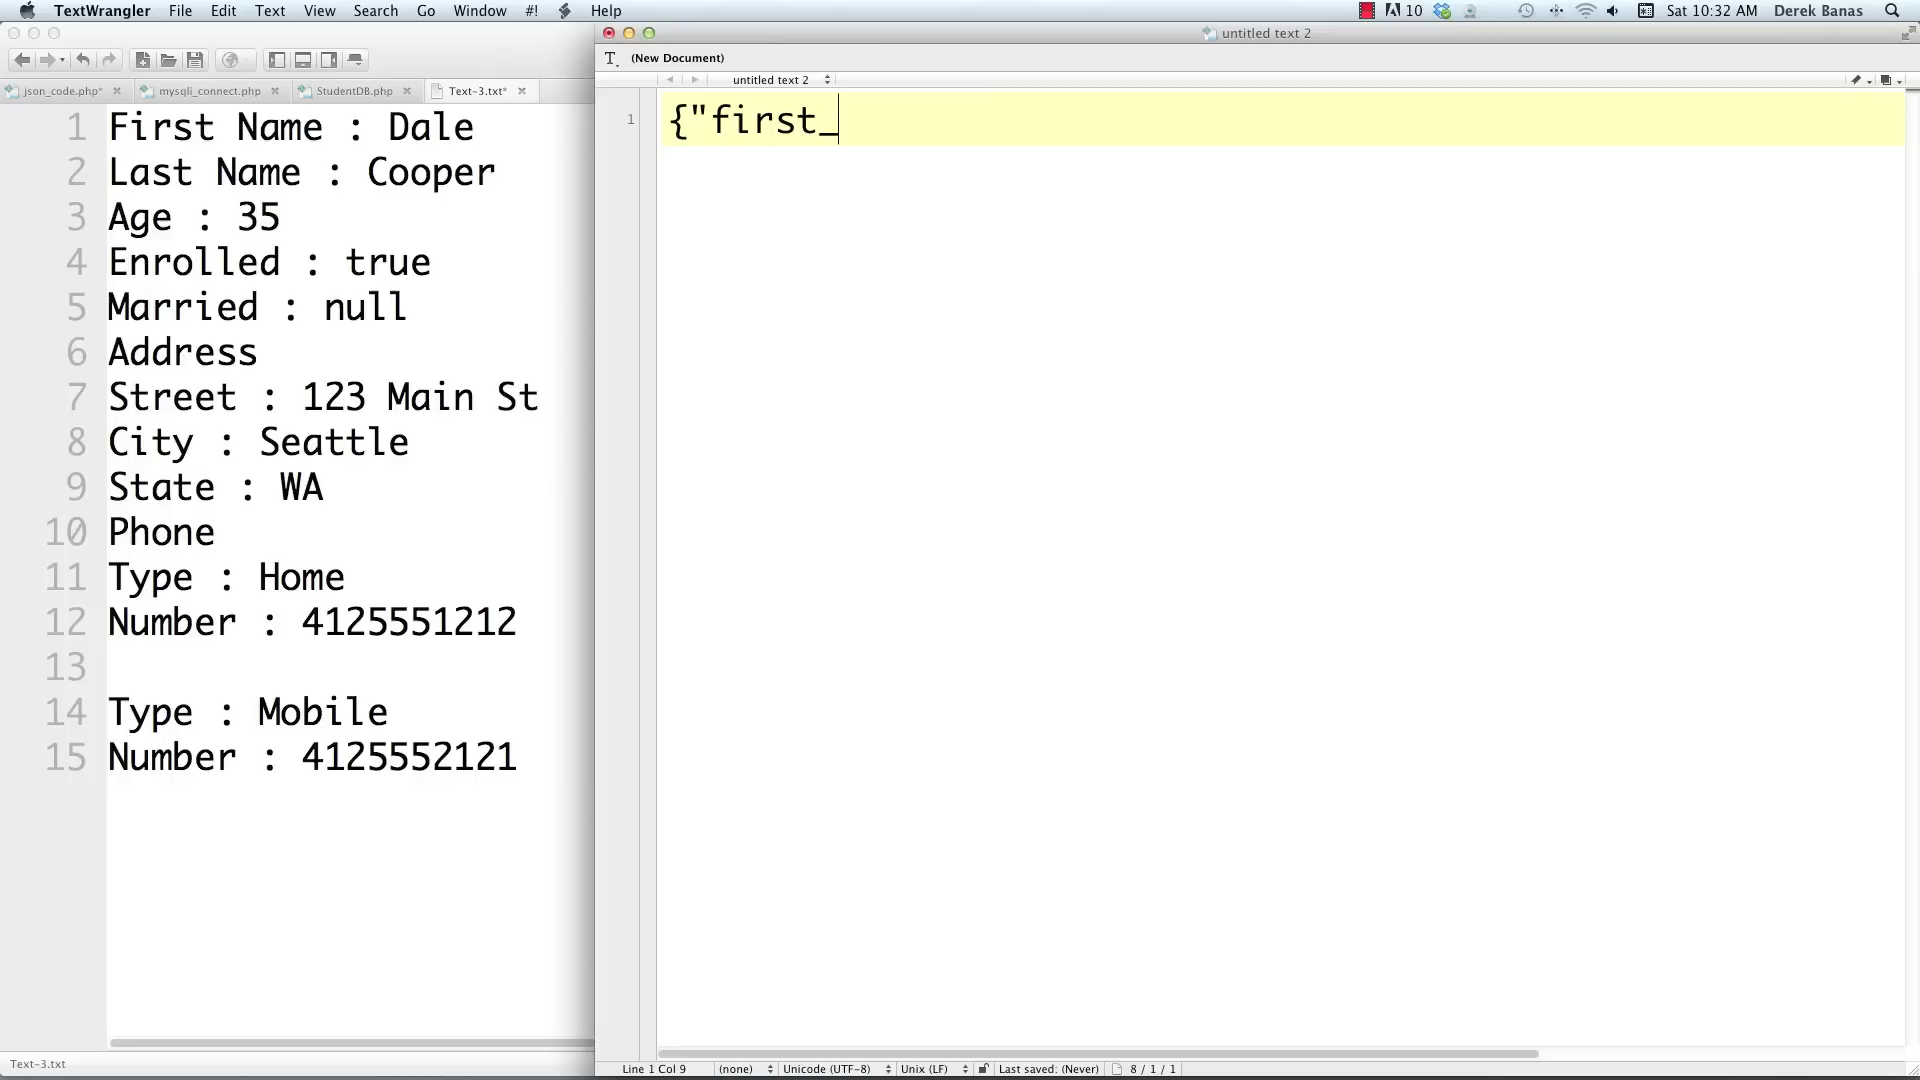 TextWrangler File Edit Text View Search Go Window #! Help 10 Sat 10:32 AM Derek Banas
untitled text 2
(New Document)
untitled text 2
json_code.php* mysqli_connect.php StudentDB.php Text-3.txt*
1 First Name : Dale
2 Last Name : Cooper
3 Age : 35
4 Enrolled : true
5 Married : null
6 Address
7 Street : 123 Main St
8 City : Seattle
9 State : WA
10 Phone
11 Type : Home
12 Number : 4125551212
13
14 Type : Mobile
15 Number : 4125552121
1 {"first_
Text-3.txt
Line 1 Col 9 (none) Unicode (UTF-8) Unix (LF) Last saved: (Never) 8 / 1 / 1